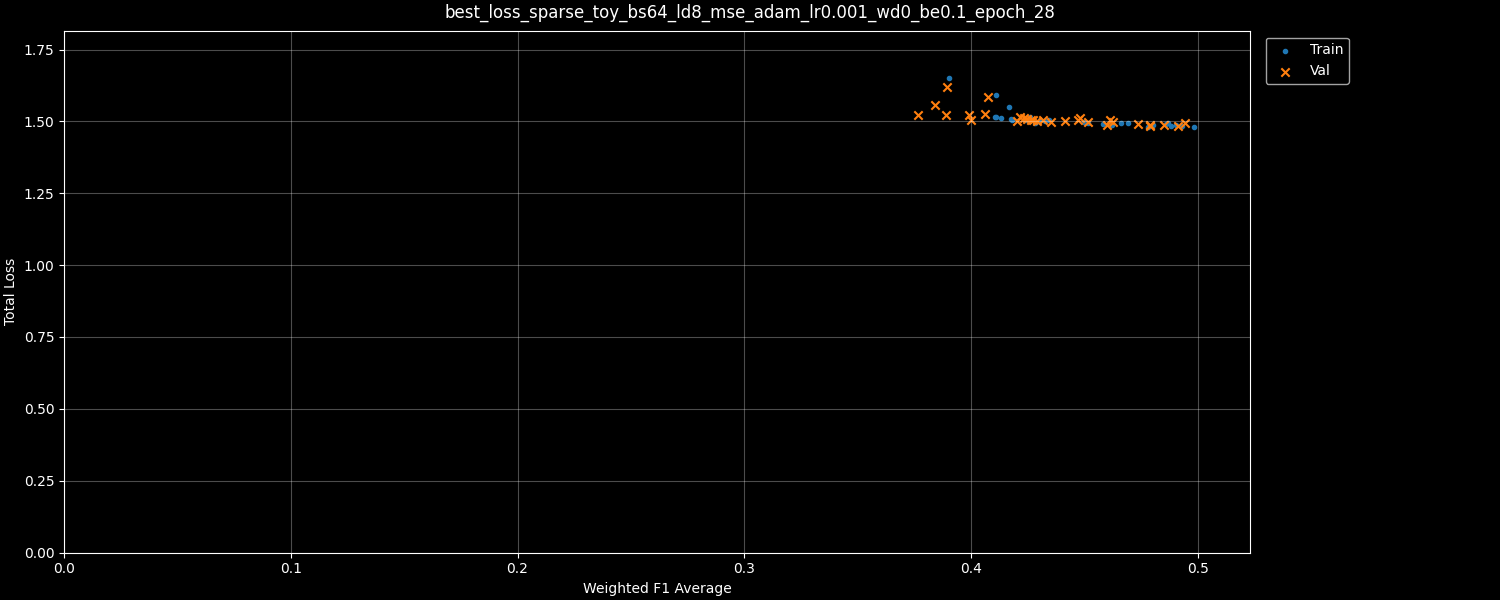 best_loss_sparse_toy_bs64_ld8_mse_adam_lr0.001_wd0_be0.1_epoch_28
Train
Val
1.75
1.50
1.25
1.00
0.75
0.50
0.25
0.00
Total Loss
0.0
0.1
0.2
0.3
0.4
0.5
Weighted F1 Average